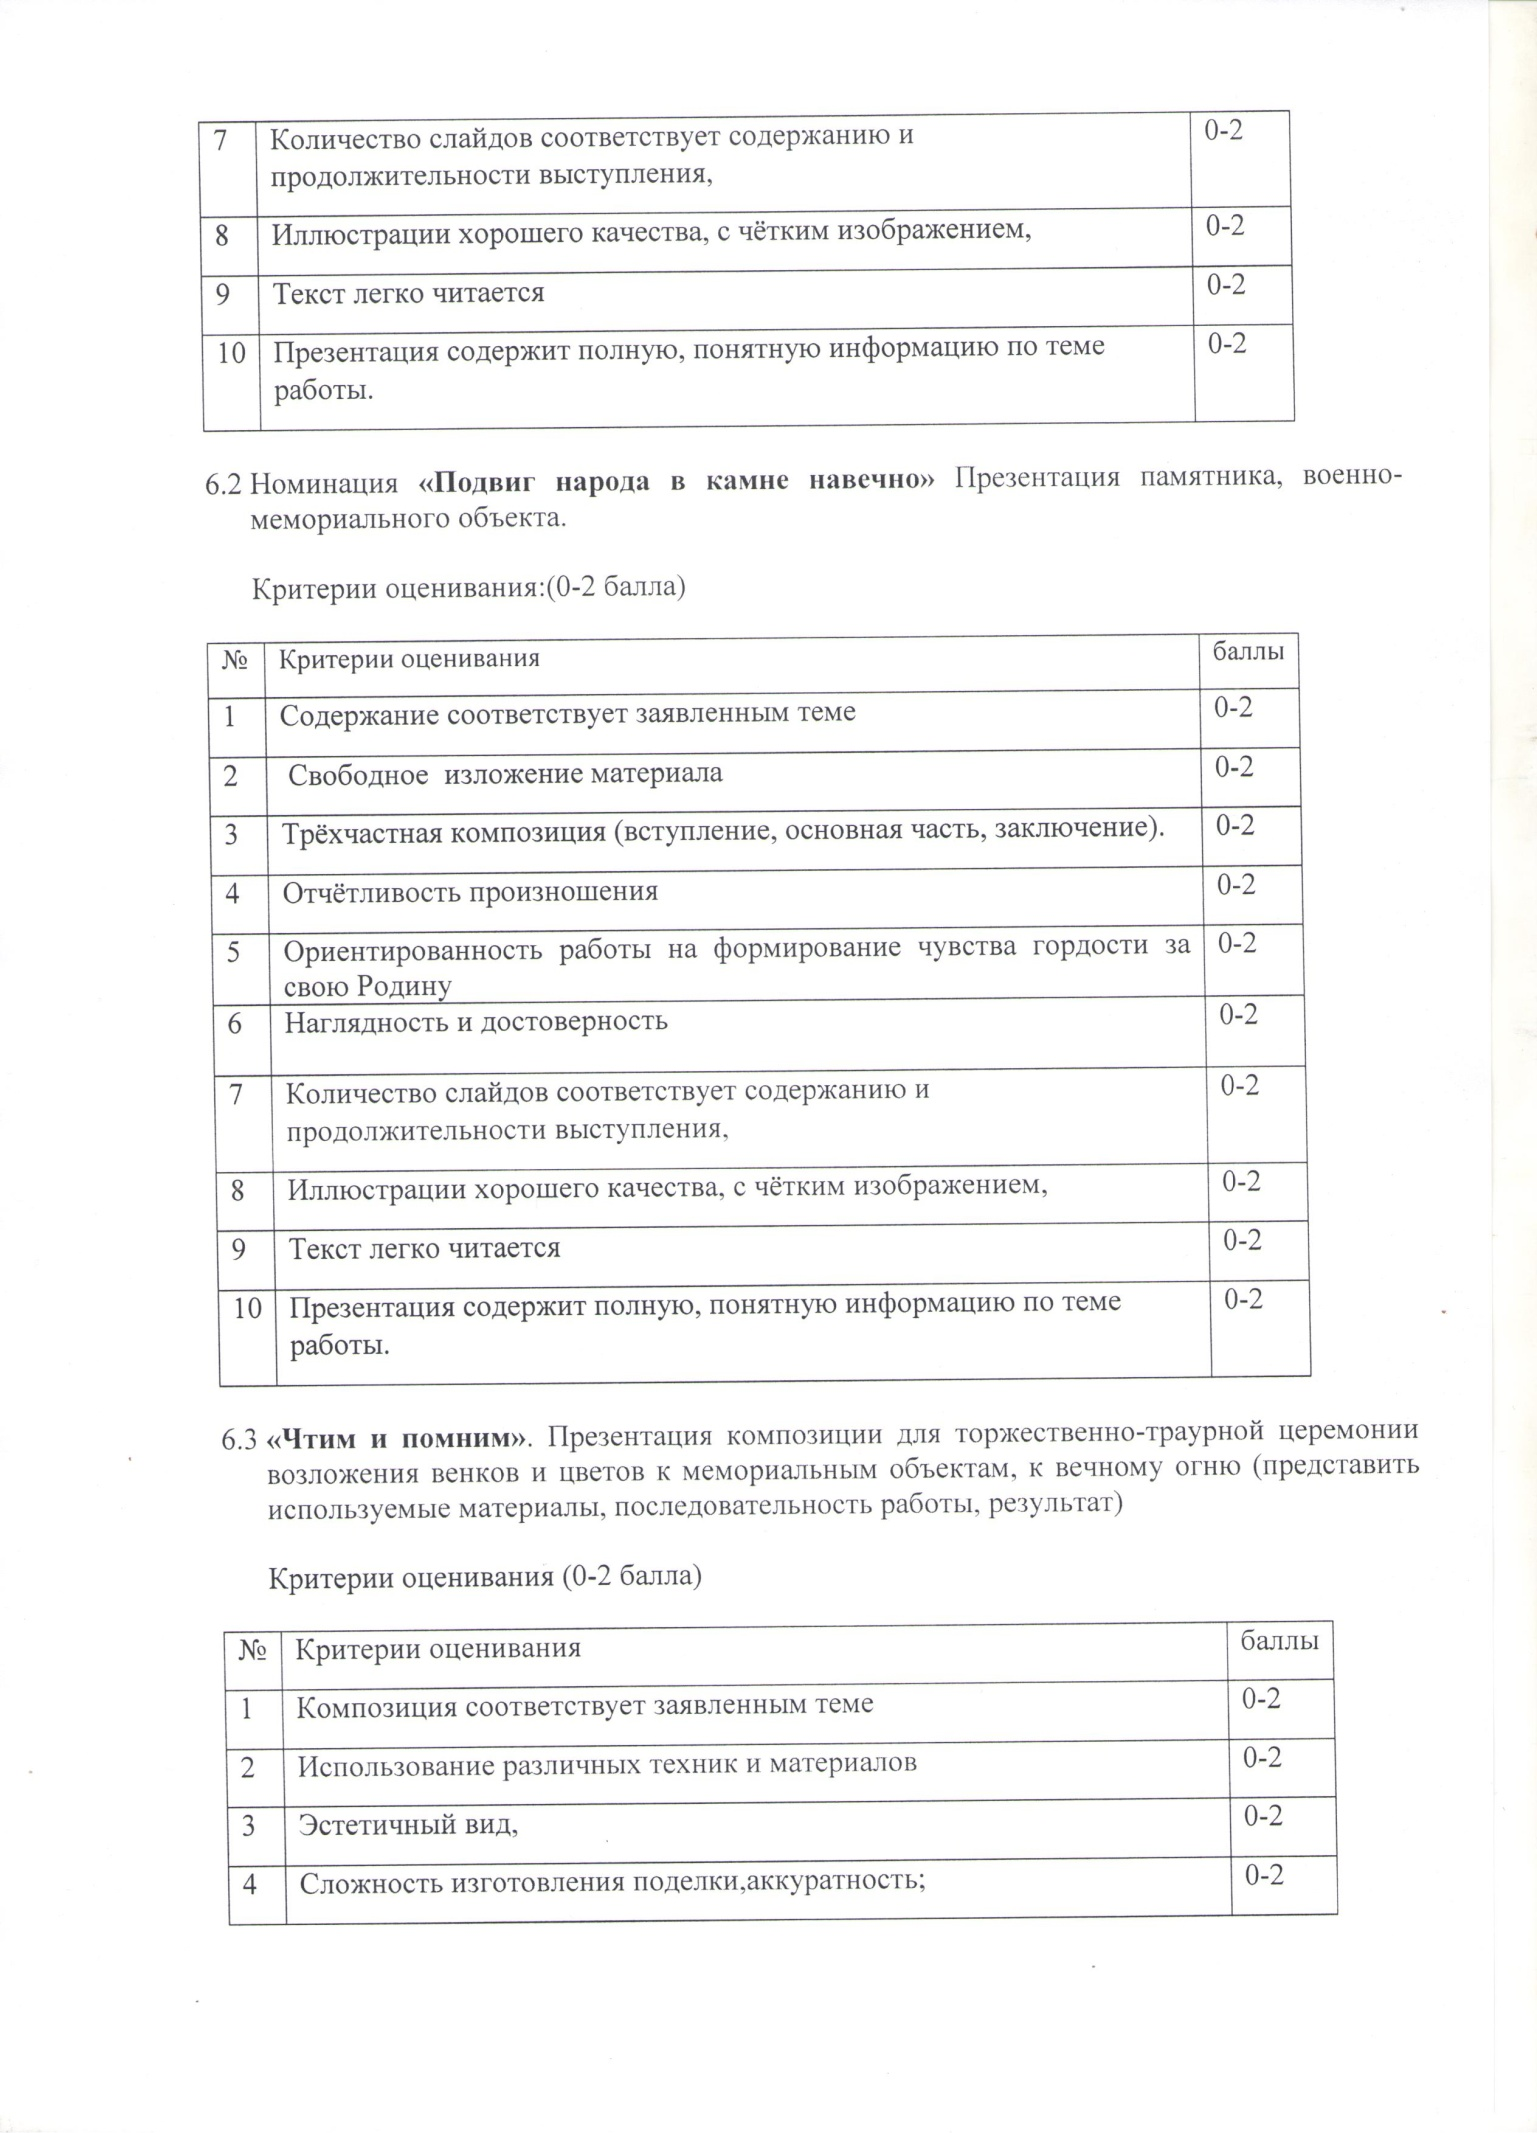 7 Количество слайдов соответствует содержанию и 0-2
продолжительности выступления,
8 Иллюстрации хорошего качества, с чётким изображением, 0-2
9 Текст легко читается 0-2
10 Презентация содержит полную, понятную информацию по теме 0-2
работы.
6.2 Номинация «Подвиг народа в камне навечно» Презентация памятника, военно-
мемориального объекта.
Критерии оценивания:(0-2 балла)
№ Критерии оценивания баллы
1 Содержание соответствует заявленным теме 0-2
2 Свободное изложение материала 0-2
3 Трёхчастная композиция (вступление, основная часть, заключение). 0-2
4 Отчётливость произношения 0-2
5 Ориентированность работы на формирование чувства гордости за 0-2
свою Родину
6 Наглядность и достоверность 0-2
7 Количество слайдов соответствует содержанию и 0-2
продолжительности выступления,
8 Иллюстрации хорошего качества, с чётким изображением, 0-2
9 Текст легко читается 0-2
10 Презентация содержит полную, понятную информацию по теме 0-2
работы.
6.3 «Чтим и помним». Презентация композиции для торжественно-траурной церемонии
возложения венков и цветов к мемориальным объектам, к вечному огню (представить
используемые материалы, последовательность работы, результат)
Критерии оценивания (0-2 балла)
№ Критерии оценивания баллы
1 Композиция соответствует заявленным теме 0-2
2 Использование различных техник и материалов 0-2
3 Эстетичный вид, 0-2
4 Сложность изготовления поделки,аккуратность; 0-2